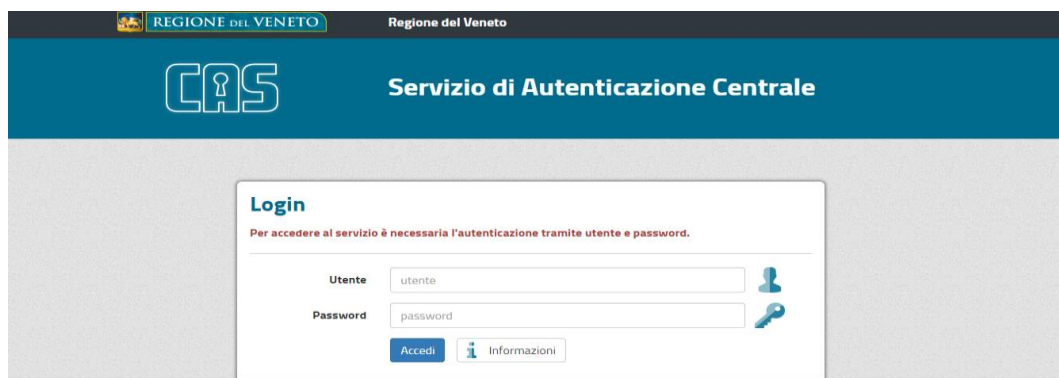 REGIONE DEL VENETO
Regione del Veneto
CAS
Servizio di Autenticazione Centrale
Login
Per accedere al servizio è necessaria l'autenticazione tramite utente e password.
Utente utente
Password password
Accedi Informazioni